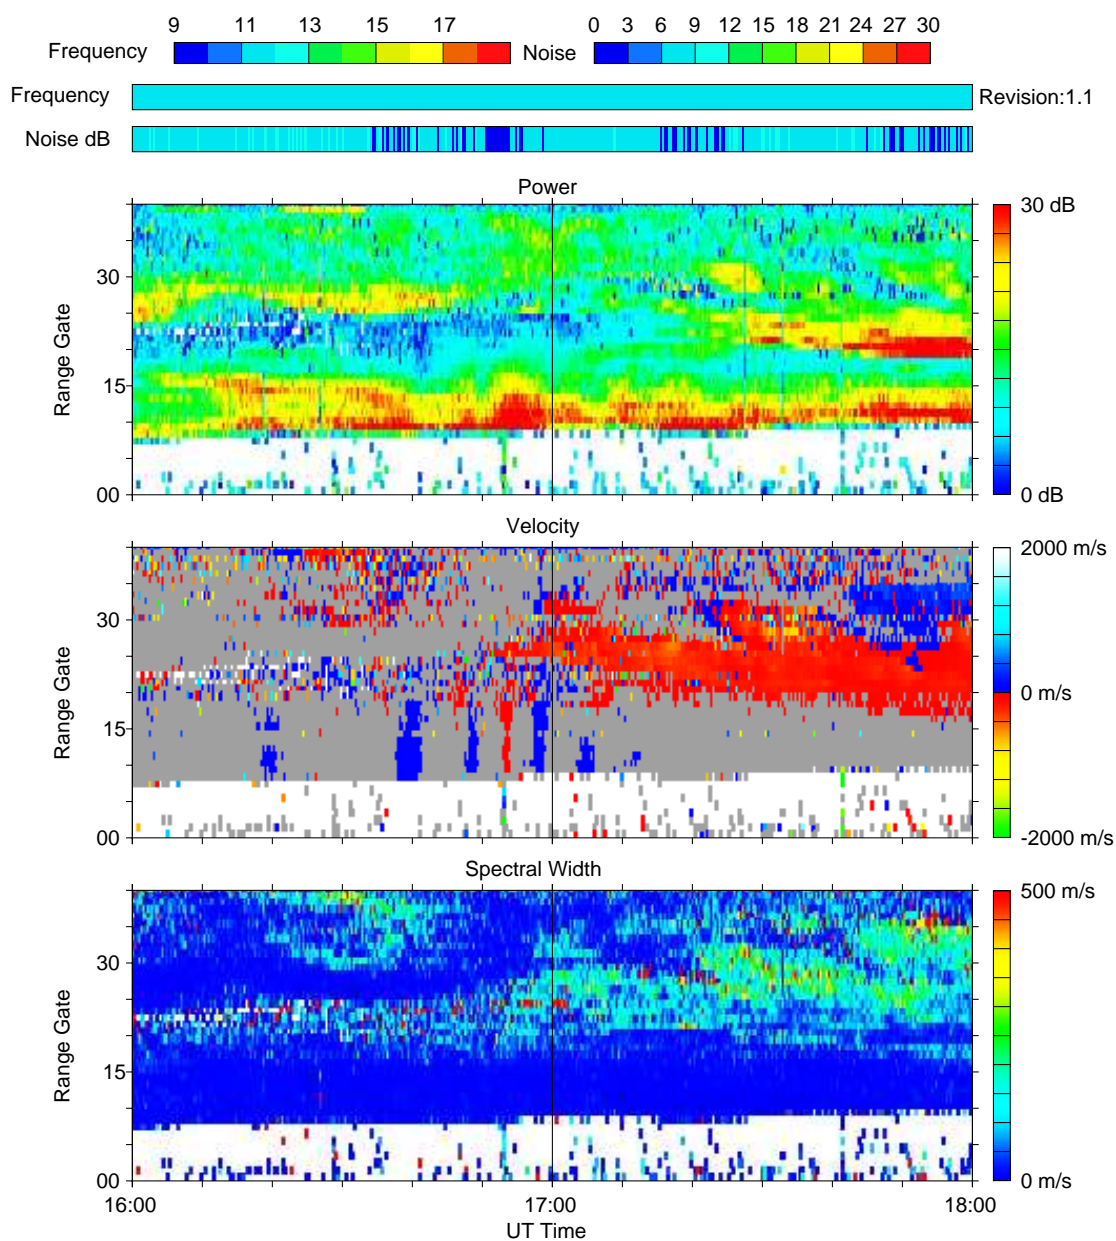 9 11 13 15 17 0 3 6 9 12 15 18 21 24 27 30
Frequency Noise
Frequency Revision:1.1
Noise dB
Power
30 dB
30
15
00
Range Gate
0 dB
Velocity
2000 m/s
30
0 m/s
15
00
Range Gate
-2000 m/s
Spectral Width
500 m/s
30
15
00
Range Gate
0 m/s
16:00 17:00 18:00
UT Time